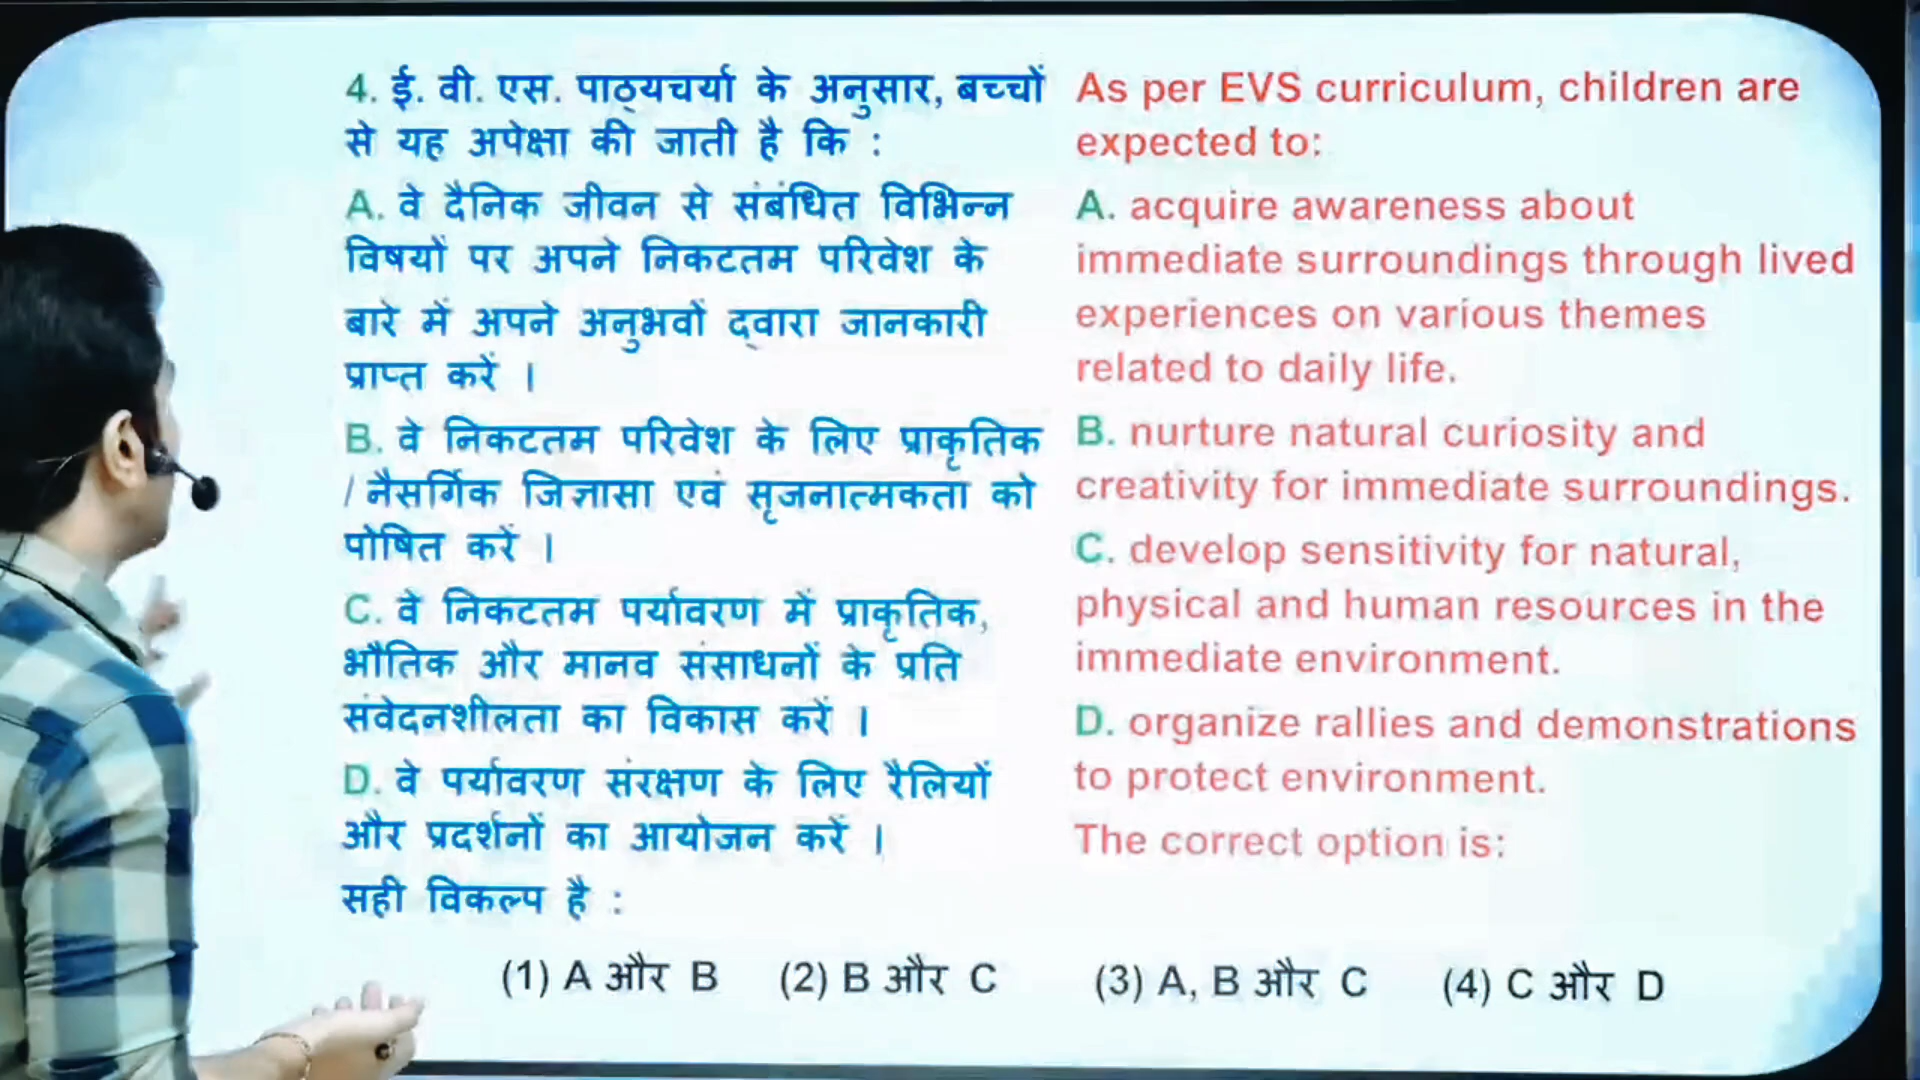 4. ई. वी. एस. पाठ्यचर्या के अनुसार, बच्चों
से यह अपेक्षा की जाती है कि :
A. वे दैनिक जीवन से संबंधित विभिन्न
विषयों पर अपने निकटतम परिवेश के
बारे में अपने अनुभवों द्वारा जानकारी
प्राप्त करें ।
B. वे निकटतम परिवेश के लिए प्राकृतिक
/ नैसर्गिक जिज्ञासा एवं सृजनात्मकता को
पोषित करें ।
C. वे निकटतम पर्यावरण में प्राकृतिक,
भौतिक और मानव संसाधनों के प्रति
संवेदनशीलता का विकास करें ।
D. वे पर्यावरण संरक्षण के लिए रैलियों
और प्रदर्शनों का आयोजन करें ।
सही विकल्प है :
As per EVS curriculum, children are
expected to:
A. acquire awareness about
immediate surroundings through lived
experiences on various themes
related to daily life.
B. nurture natural curiosity and
creativity for immediate surroundings.
C. develop sensitivity for natural,
physical and human resources in the
immediate environment.
D. organize rallies and demonstrations
to protect environment.
The correct option is:
(1) A और B (2) B और C (3) A, B और C (4) C और D